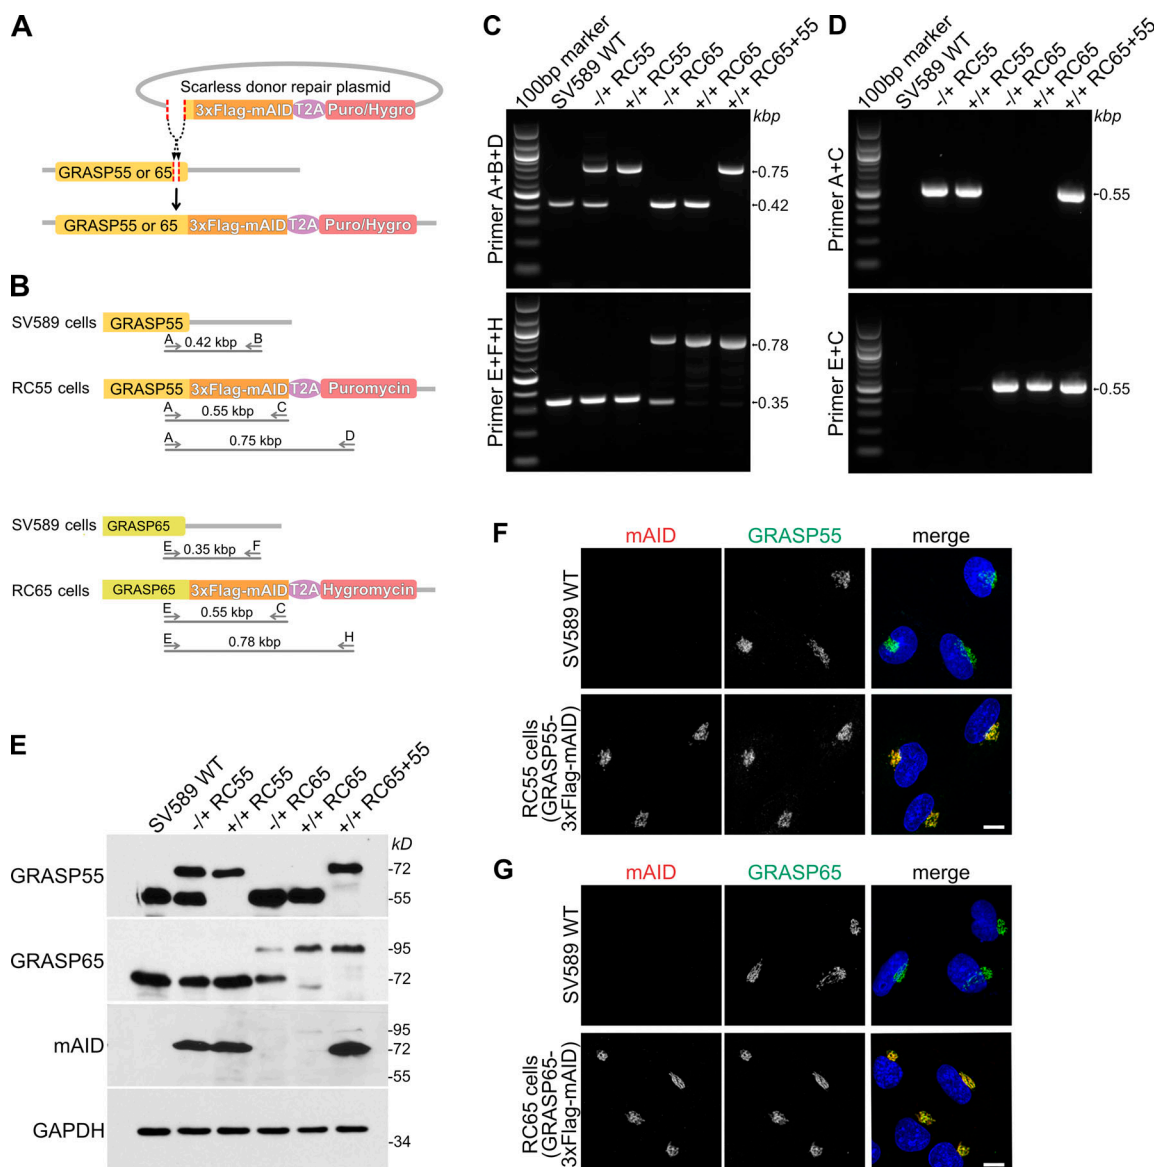 A
Scarless donor repair plasmid
3xFlag-mAID T2A Puro/Hygro
GRASP55 or 65
GRASP55 or 65 3xFlag-mAID T2A Puro/Hygro
B
SV589 cells GRASP55
A 0.42 kbp B
RC55 cells GRASP55 3xFlag-mAID T2A Puromycin
A 0.55 kbp C
A 0.75 kbp D
SV589 cells GRASP65
E 0.35 kbp F
RC65 cells GRASP65 3xFlag-mAID T2A Hygromycin
E 0.55 kbp C
E 0.78 kbp H
C
100bp marker
SV589 WT
-/+ RC55
+/+ RC55
-/+ RC65
+/+ RC65
+/+ RC65+55
kbp
Primer A+B+D
←0.75
←0.42
Primer E+F+H
←0.78
←0.35
D
100bp marker
SV589 WT
-/+ RC55
+/+ RC55
-/+ RC65
+/+ RC65
+/+ RC65+55
kbp
Primer A+C
←0.55
Primer E+C
←0.55
E
SV589 WT
-/+ RC55
+/+ RC55
-/+ RC65
+/+ RC65
+/+ RC65+55
kD
GRASP55
-72
-55
GRASP65
-95
-72
mAID
-95
-72
-55
GAPDH
-34
F
mAID GRASP55 merge
SV589 WT
RC55 cells
(GRASP55-
3xFlag-mAID)
G
mAID GRASP65 merge
SV589 WT
RC65 cells
(GRASP65-
3xFlag-mAID)